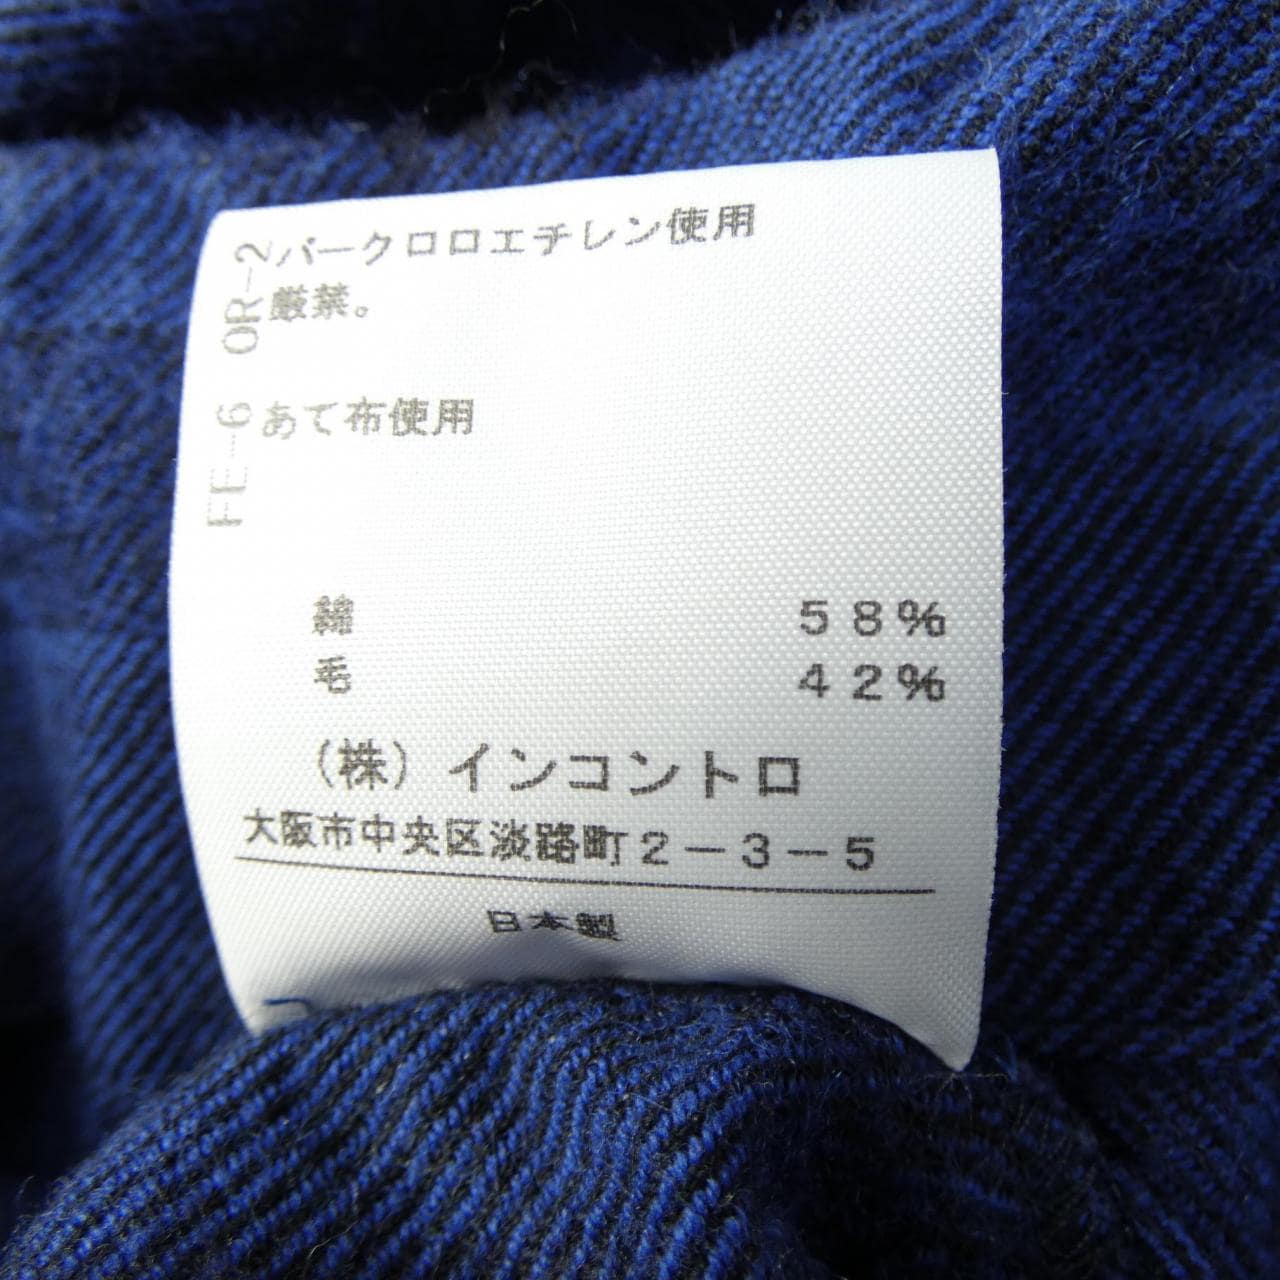 OR-2 パークロロエチレン使用
厳禁。
FE-6 あて布使用
綿 58%
毛 42%
(株) インコントロ
大阪市中央区淡路町2-3-5
日本製